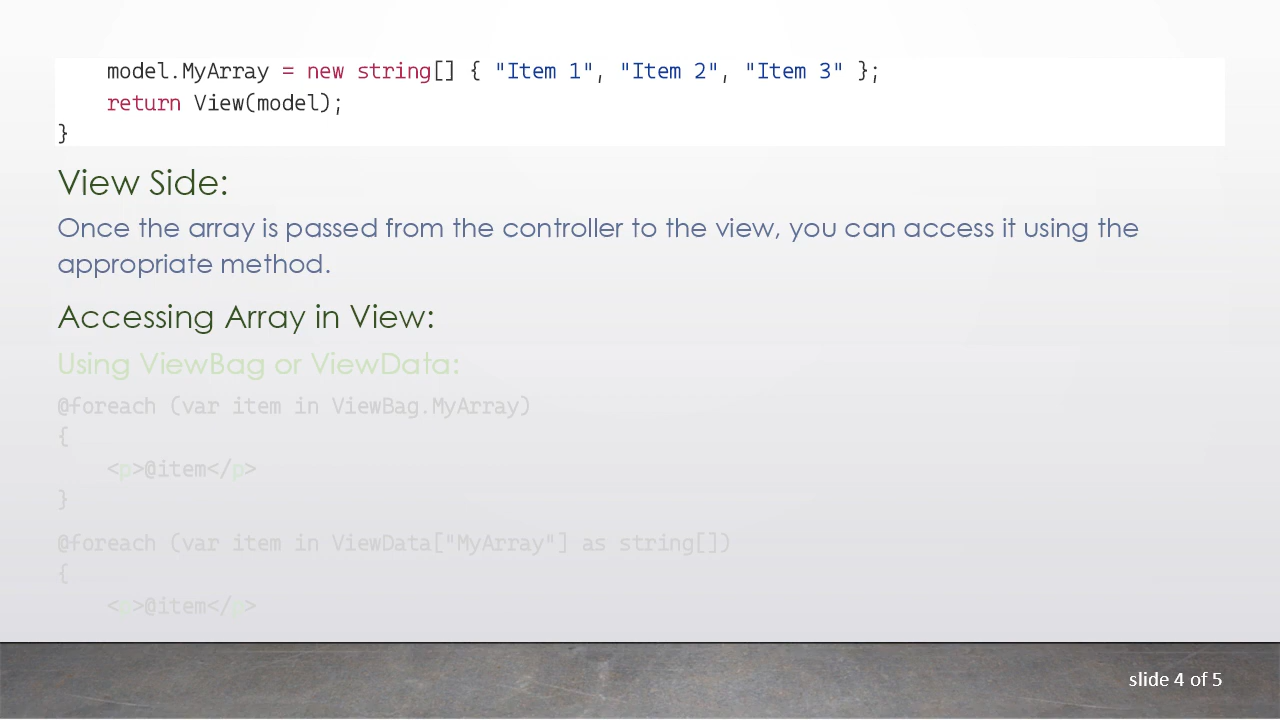 model.MyArray = new string[] { "Item 1", "Item 2", "Item 3" };
return View(model);
}
View Side:
Once the array is passed from the controller to the view, you can access it using the
appropriate method.
Accessing Array in View:
Using ViewBag or ViewData:
@foreach (var item in ViewBag.MyArray)
{
<p>@item</p>
}
@foreach (var item in ViewData["MyArray"] as string[])
{
<p>@item</p>
slide 4 of 5